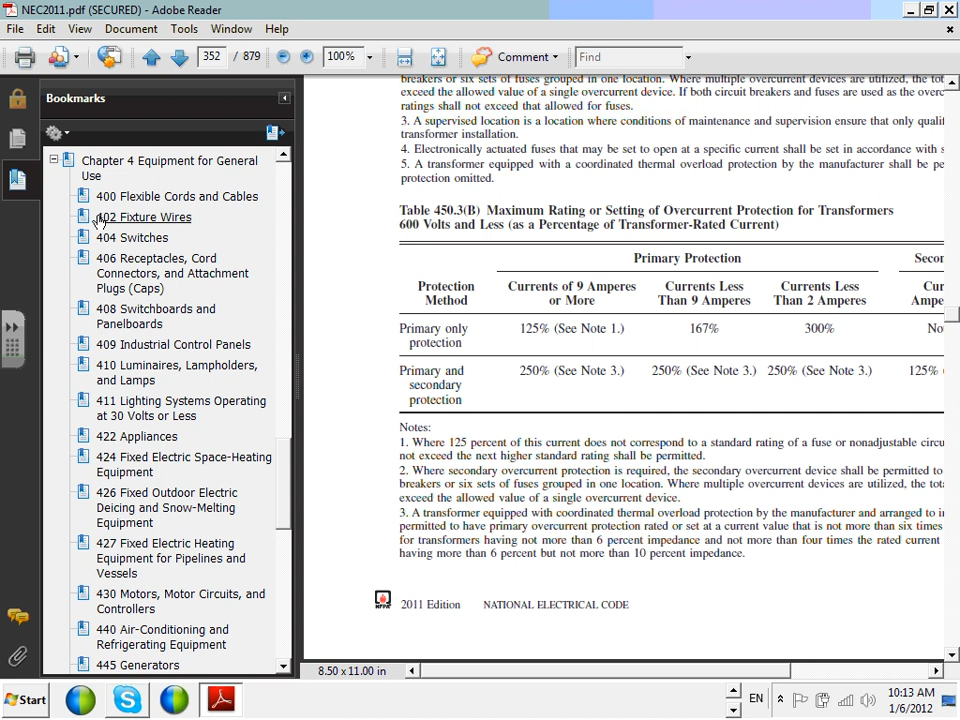 NEC2011.pdf (SECURED) - Adobe Reader
File Edit View Document Tools Window Help
352 / 879 100% Comment Find
Bookmarks
Chapter 4 Equipment for General
Use
400 Flexible Cords and Cables
402 Fixture Wires
404 Switches
406 Receptacles, Cord
Connectors, and Attachment
Plugs (Caps)
408 Switchboards and
Panelboards
409 Industrial Control Panels
410 Luminaires, Lampholders,
and Lamps
411 Lighting Systems Operating
at 30 Volts or Less
422 Appliances
424 Fixed Electric Space-Heating
Equipment
426 Fixed Outdoor Electric
Deicing and Snow-Melting
Equipment
427 Fixed Electric Heating
Equipment for Pipelines and
Vessels
430 Motors, Motor Circuits, and
Controllers
440 Air-Conditioning and
Refrigerating Equipment
445 Generators
breakers or six sets of fuses grouped in one location. Where multiple overcurrent devices are utilized, the tot
exceed the allowed value of a single overcurrent device. If both circuit breakers and fuses are used as the overc
ratings shall not exceed that allowed for fuses.
3. A supervised location is a location where conditions of maintenance and supervision ensure that only qualif
transformer installation.
4. Electronically actuated fuses that may be set to open at a specific current shall be set in accordance with s
5. A transformer equipped with a coordinated thermal overload protection by the manufacturer shall be pe
protection omitted.
Table 450.3(B) Maximum Rating or Setting of Overcurrent Protection for Transformers
600 Volts and Less (as a Percentage of Transformer-Rated Current)
Primary Protection Secon
Protection Currents of 9 Amperes Currents Less Currents Less Cur
Method or More Than 9 Amperes Than 2 Amperes Ampe
Primary only 125% (See Note 1.) 167% 300% No
protection
Primary and 250% (See Note 3.) 250% (See Note 3.) 250% (See Note 3.) 125%
secondary
protection
Notes:
1. Where 125 percent of this current does not correspond to a standard rating of a fuse or nonadjustable circu
not exceed the next higher standard rating shall be permitted.
2. Where secondary overcurrent protection is required, the secondary overcurrent device shall be permitted to
breakers or six sets of fuses grouped in one location. Where multiple overcurrent devices are utilized, the tota
exceed the allowed value of a single overcurrent device.
3. A transformer equipped with coordinated thermal overload protection by the manufacturer and arranged to in
permitted to have primary overcurrent protection rated or set at a current value that is not more than six times
for transformers having not more than 6 percent impedance and not more than four times the rated current
having more than 6 percent but not more than 10 percent impedance.
2011 Edition NATIONAL ELECTRICAL CODE
8.50 x 11.00 in
Start EN 10:13 AM
1/6/2012